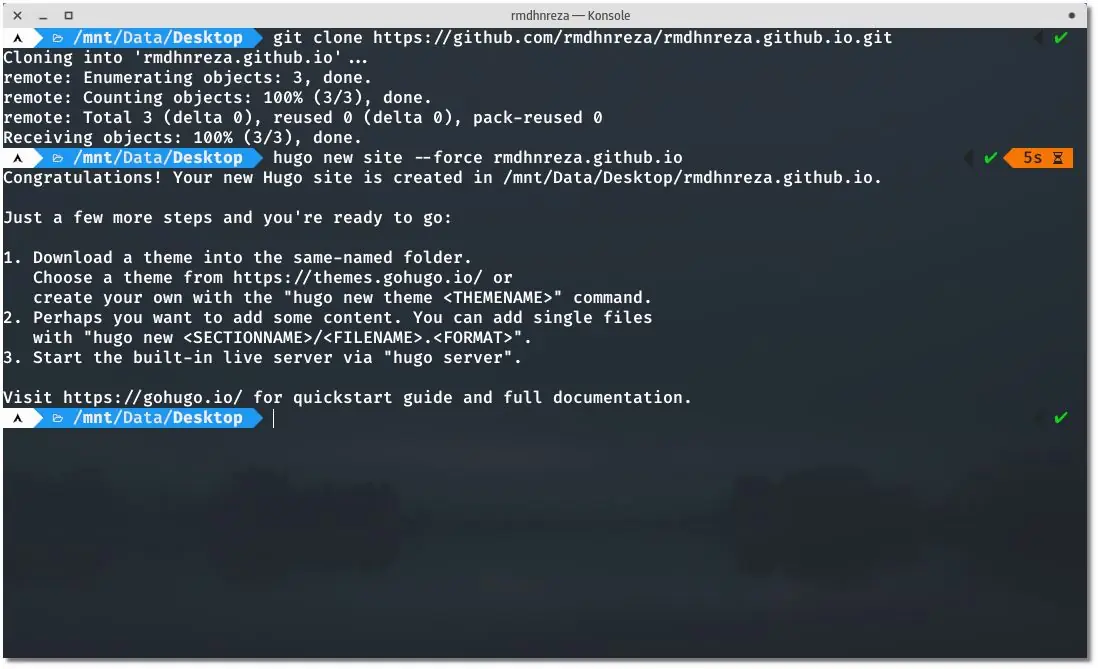 rmdhnreza — Konsole
/mnt/Data/Desktop git clone https://github.com/rmdhnreza/rmdhnreza.github.io.git ✔
Cloning into 'rmdhnreza.github.io'...
remote: Enumerating objects: 3, done.
remote: Counting objects: 100% (3/3), done.
remote: Total 3 (delta 0), reused 0 (delta 0), pack-reused 0
Receiving objects: 100% (3/3), done.
/mnt/Data/Desktop hugo new site --force rmdhnreza.github.io ✔ 5s
Congratulations! Your new Hugo site is created in /mnt/Data/Desktop/rmdhnreza.github.io.
Just a few more steps and you're ready to go:
1. Download a theme into the same-named folder.
Choose a theme from https://themes.gohugo.io/ or
create your own with the "hugo new theme <THEMENAME>" command.
2. Perhaps you want to add some content. You can add single files
with "hugo new <SECTIONNAME>/<FILENAME>.<FORMAT>".
3. Start the built-in live server via "hugo server".
Visit https://gohugo.io/ for quickstart guide and full documentation.
/mnt/Data/Desktop ✔